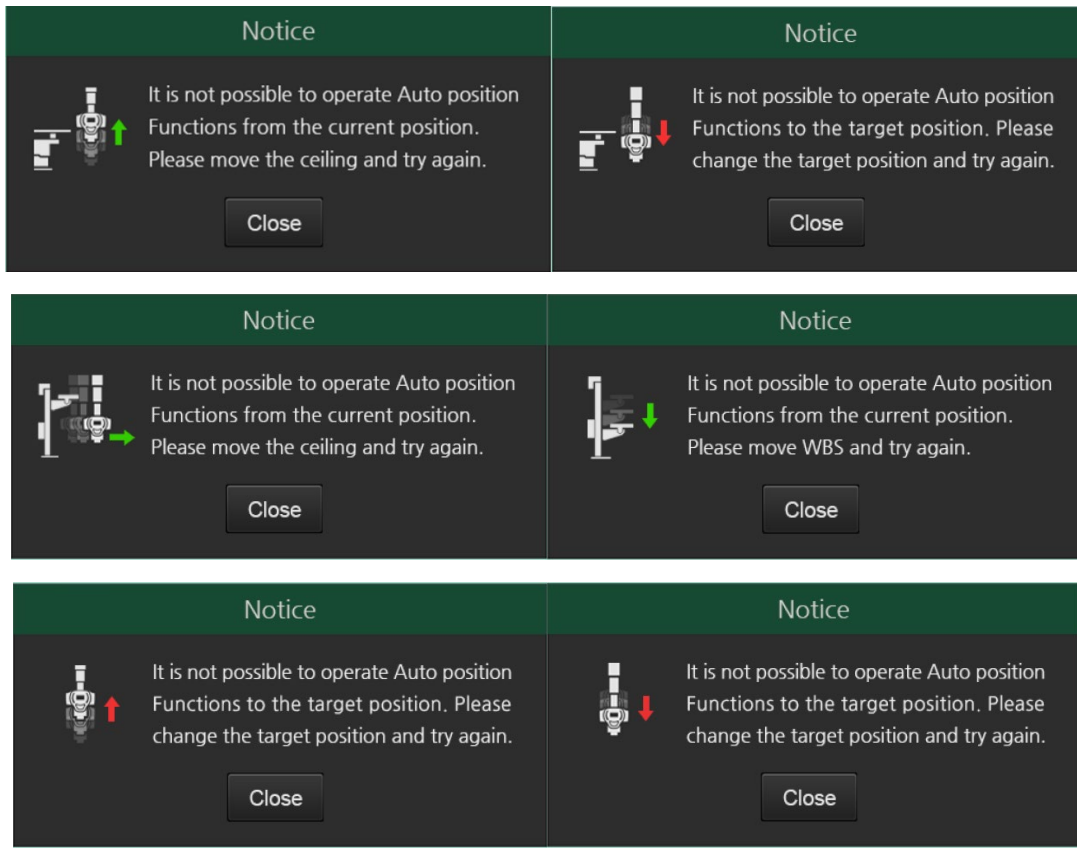 Notice
It is not possible to operate Auto position
Functions from the current position.
Please move the ceiling and try again.
Close
Notice
It is not possible to operate Auto position
Functions to the target position. Please
change the target position and try again.
Close
Notice
It is not possible to operate Auto position
Functions from the current position.
Please move the ceiling and try again.
Close
Notice
It is not possible to operate Auto position
Functions from the current position.
Please move WBS and try again.
Close
Notice
It is not possible to operate Auto position
Functions to the target position. Please
change the target position and try again.
Close
Notice
It is not possible to operate Auto position
Functions to the target position. Please
change the target position and try again.
Close